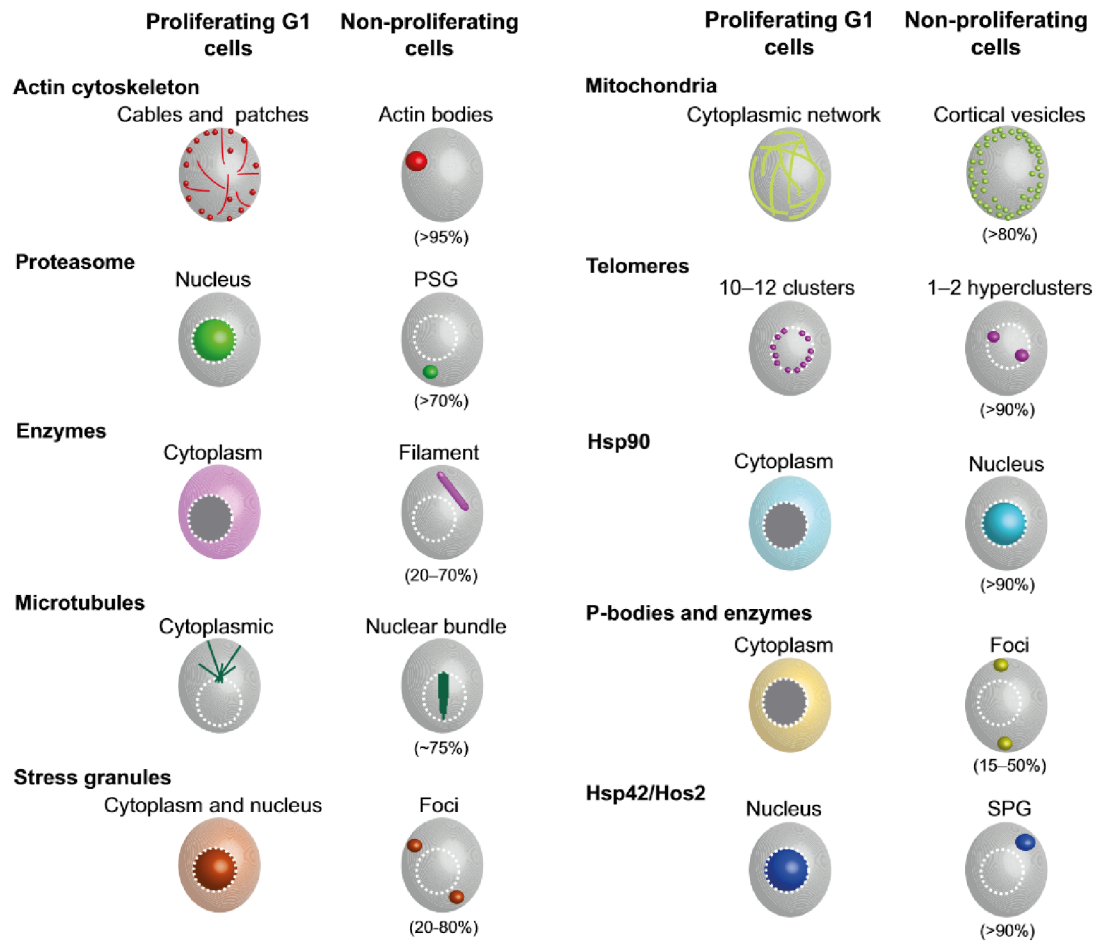 Proliferating G1
cells
Non-proliferating
cells
Actin cytoskeleton
Cables and patches
Actin bodies
(>95%)
Proteasome
Nucleus
PSG
(>70%)
Enzymes
Cytoplasm
Filament
(20–70%)
Microtubules
Cytoplasmic
Nuclear bundle
(~75%)
Stress granules
Cytoplasm and nucleus
Foci
(20-80%)
Proliferating G1
cells
Non-proliferating
cells
Mitochondria
Cytoplasmic network
Cortical vesicles
(>80%)
Telomeres
10–12 clusters
1–2 hyperclusters
(>90%)
Hsp90
Cytoplasm
Nucleus
(>90%)
P-bodies and enzymes
Cytoplasm
Foci
(15–50%)
Hsp42/Hos2
Nucleus
SPG
(>90%)